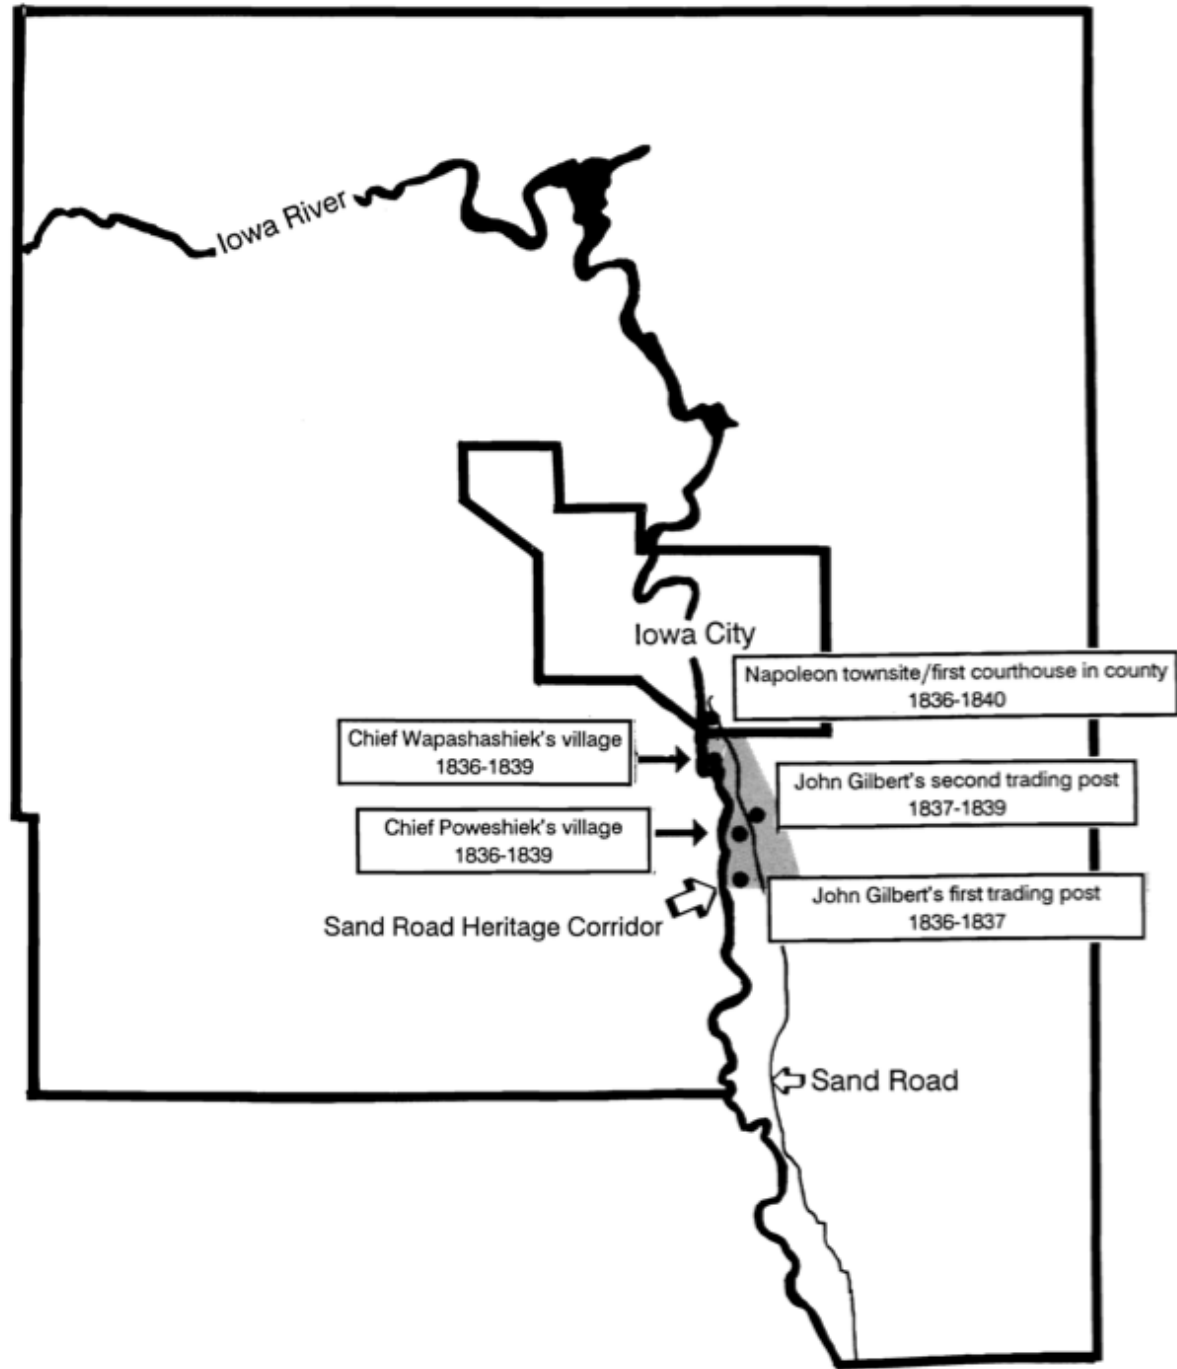 Iowa River
Iowa City
Napoleon townsite/first courthouse in county
1836-1840
Chief Wapashashiek's village
1836-1839
John Gilbert's second trading post
1837-1839
Chief Poweshiek's village
1836-1839
John Gilbert's first trading post
1836-1837
Sand Road Heritage Corridor
Sand Road